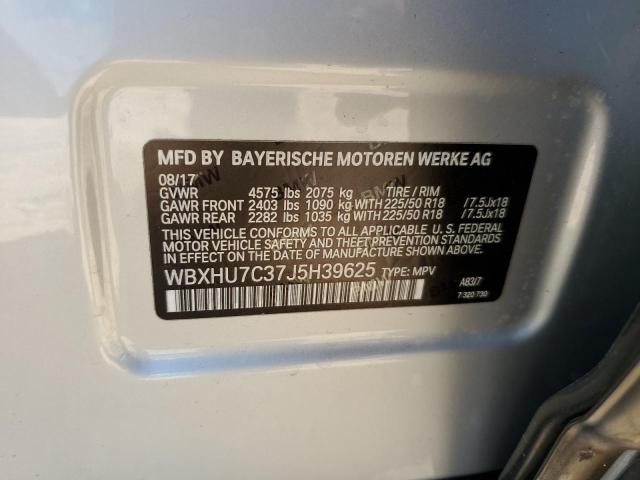 MFD BY BAYERISCHE MOTOREN WERKE AG
08/17
GVWR 4575 lbs 2075 kg TIRE / RIM
GAWR FRONT 2403 lbs 1090 kg WITH 225/50 R18 /7.5Jx18
GAWR REAR 2282 lbs 1035 kg WITH 225/50 R18 /7.5Jx18
THIS VEHICLE CONFORMS TO ALL APPLICABLE U. S. FEDERAL
MOTOR VEHICLE SAFETY AND THEFT PREVENTION STANDARDS
IN EFFECT ON THE DATE OF MANUFACTURE SHOWN ABOVE.
WBXHU7C37J5H39625 TYPE: MPV
A83/7
7 320 730